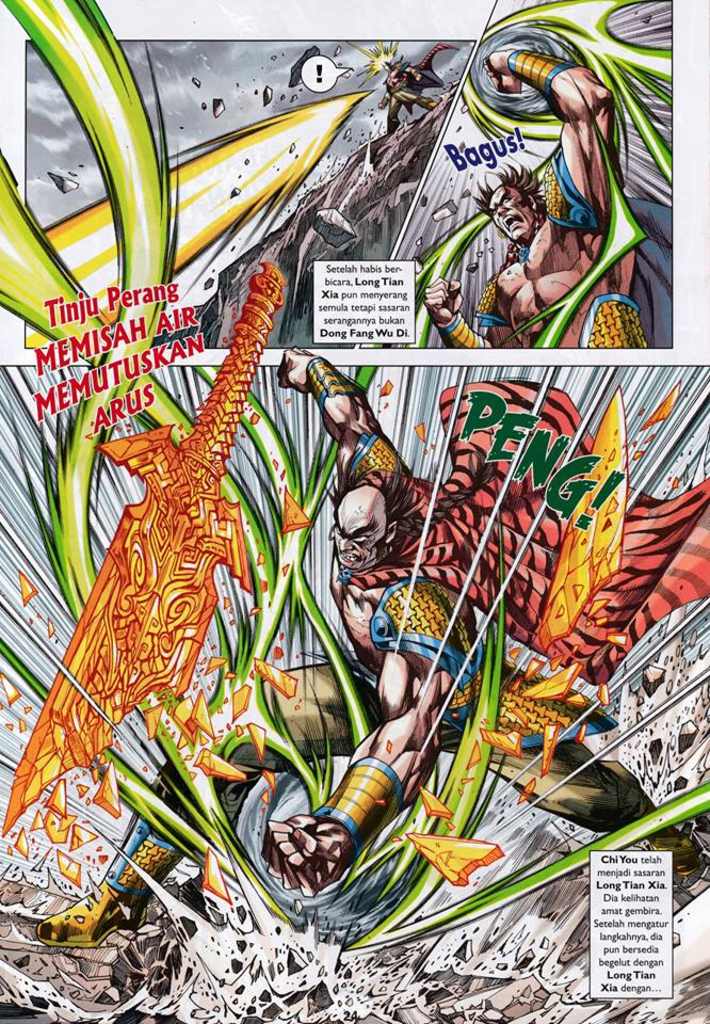 !
Bagus!
Setelah habis ber-
bicara, Long Tian
Xia pun menyerang
semula tetapi sasaran
serangannya bukan
Dong Fang Wu Di.
Tinju Perang
MEMISAH AIR
MEMUTUSKAN
ARUS
PENG!
Chi You telah
menjadi sasaran
Long Tian Xia.
Dia kelihatan
amat gembira.
Setelah mengatur
langkahnya, dia
pun bersedia
begelut dengan
Long Tian
Xia dengan...
24